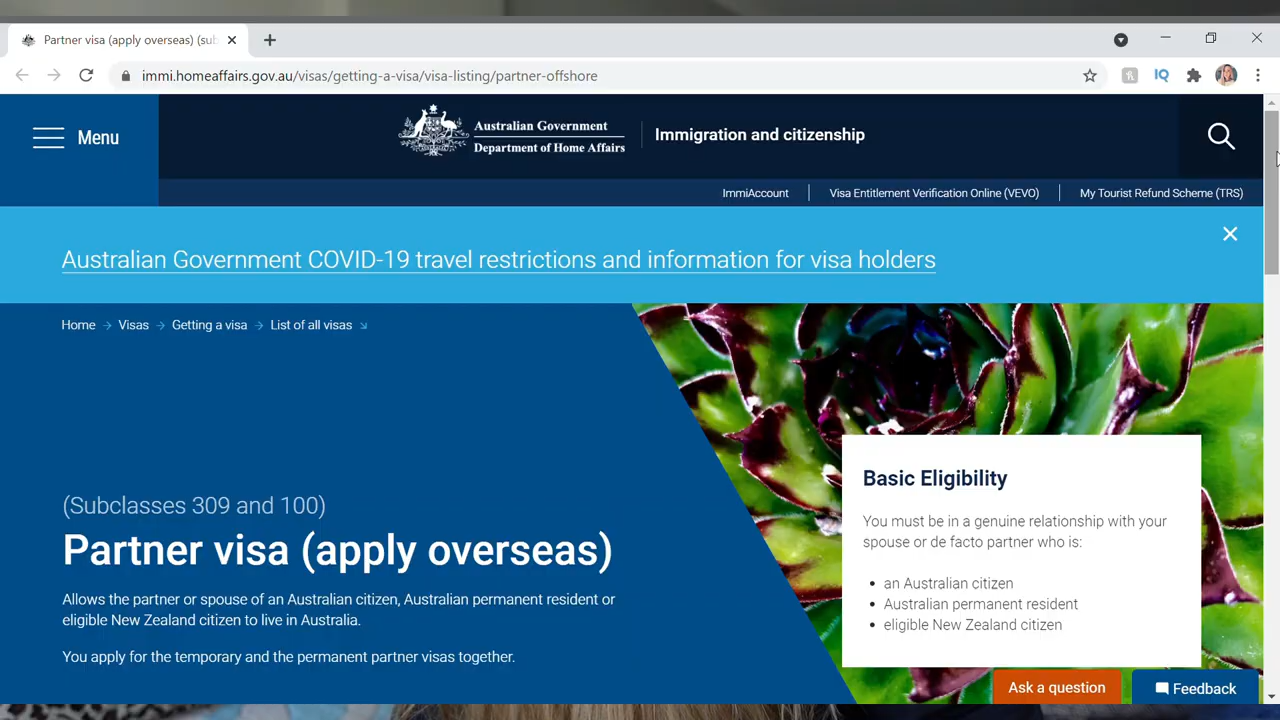 Partner visa (apply overseas) (sub
immi.homeaffairs.gov.au/visas/getting-a-visa/visa-listing/partner-offshore
IQ
Menu
Australian Government
Department of Home Affairs
Immigration and citizenship
ImmiAccount
Visa Entitlement Verification Online (VEVO)
My Tourist Refund Scheme (TRS)
Australian Government COVID-19 travel restrictions and information for visa holders
Home
Visas
Getting a visa
List of all visas
(Subclasses 309 and 100)
Partner visa (apply overseas)
Allows the partner or spouse of an Australian citizen, Australian permanent resident or
eligible New Zealand citizen to live in Australia.
You apply for the temporary and the permanent partner visas together.
Basic Eligibility
You must be in a genuine relationship with your
spouse or de facto partner who is:
• an Australian citizen
• Australian permanent resident
• eligible New Zealand citizen
Ask a question
Feedback